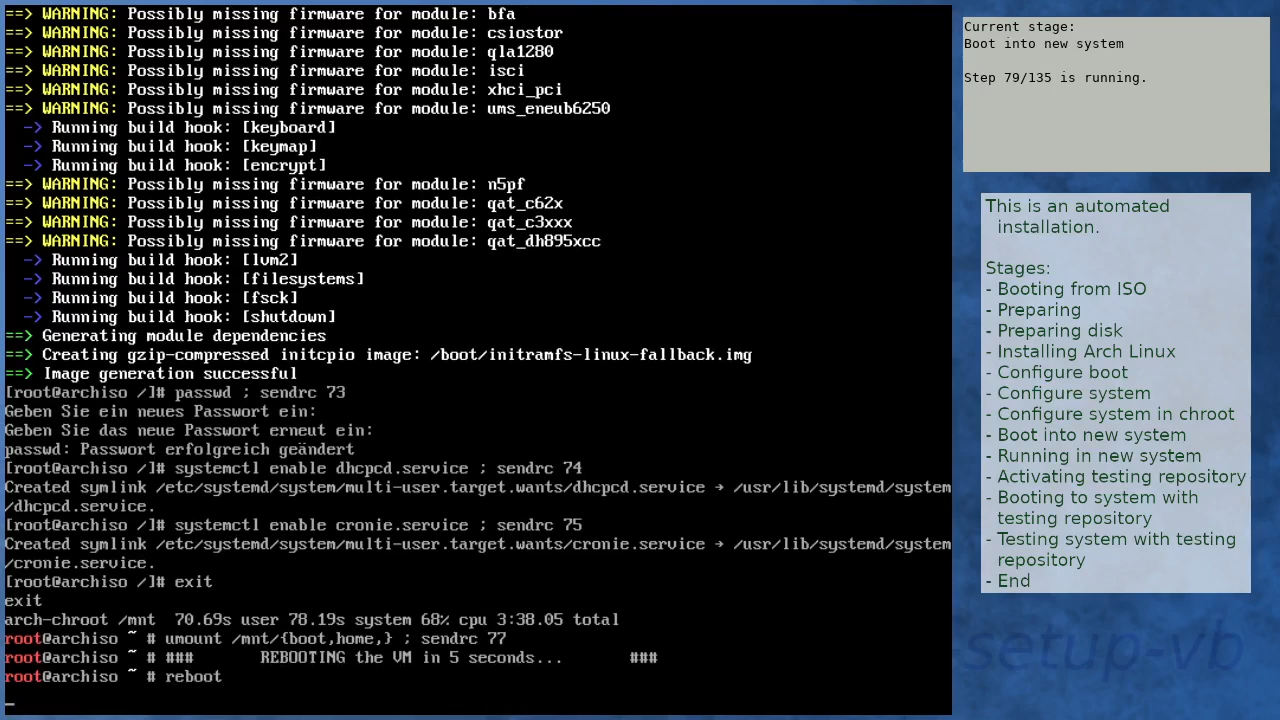 ==> WARNING: Possibly missing firmware for module: bfa
==> WARNING: Possibly missing firmware for module: csiostor
==> WARNING: Possibly missing firmware for module: qla1280
==> WARNING: Possibly missing firmware for module: isci
==> WARNING: Possibly missing firmware for module: xhci_pci
==> WARNING: Possibly missing firmware for module: ums_eneub6250
-> Running build hook: [keyboard]
-> Running build hook: [keymap]
-> Running build hook: [encrypt]
==> WARNING: Possibly missing firmware for module: n5pf
==> WARNING: Possibly missing firmware for module: qat_c62x
==> WARNING: Possibly missing firmware for module: qat_c3xxx
==> WARNING: Possibly missing firmware for module: qat_dh895xcc
-> Running build hook: [lvm2]
-> Running build hook: [filesystems]
-> Running build hook: [fsck]
-> Running build hook: [shutdown]
==> Generating module dependencies
==> Creating gzip-compressed initcpio image: /boot/initramfs-linux-fallback.img
==> Image generation successful
[root@archiso /]# passwd ; sendrc 73
Geben Sie ein neues Passwort ein:
Geben Sie das neue Passwort erneut ein:
passwd: Passwort erfolgreich geändert
[root@archiso /]# systemctl enable dhcpcd.service ; sendrc 74
Created symlink /etc/systemd/system/multi-user.target.wants/dhcpcd.service → /usr/lib/systemd/system
/dhcpcd.service.
[root@archiso /]# systemctl enable cronie.service ; sendrc 75
Created symlink /etc/systemd/system/multi-user.target.wants/cronie.service → /usr/lib/systemd/system
/cronie.service.
[root@archiso /]# exit
exit
arch-chroot /mnt  70.69s user 78.19s system 68% cpu 3:38.05 total
root@archiso ~ # umount /mnt/{boot,home,} ; sendrc 77
root@archiso ~ # ###       REBOOTING the VM in 5 seconds...       ###
root@archiso ~ # reboot
_
Current stage:
Boot into new system
Step 79/135 is running.
This is an automated
installation.
Stages:
- Booting from ISO
- Preparing
- Preparing disk
- Installing Arch Linux
- Configure boot
- Configure system
- Configure system in chroot
- Boot into new system
- Running in new system
- Activating testing repository
- Booting to system with
testing repository
- Testing system with testing
repository
- End
setup-vb